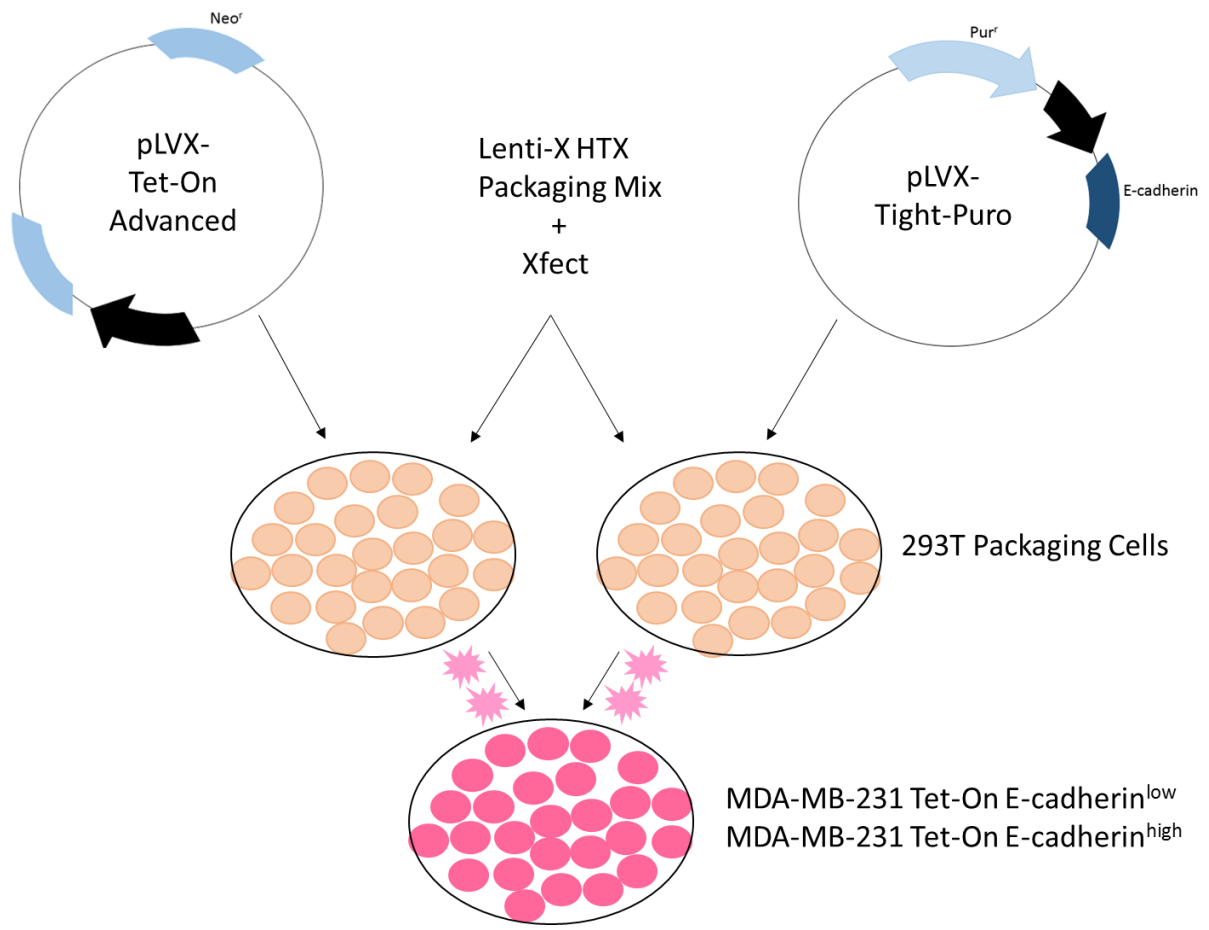 Neoʳ
pLVX-
Tet-On
Advanced
Lenti-X HTX
Packaging Mix
+
Xfect
Purʳ
pLVX-
Tight-Puro
E-cadherin
293T Packaging Cells
MDA-MB-231 Tet-On E-cadherinˡᵒʷ
MDA-MB-231 Tet-On E-cadherinʰⁱᵍʰ